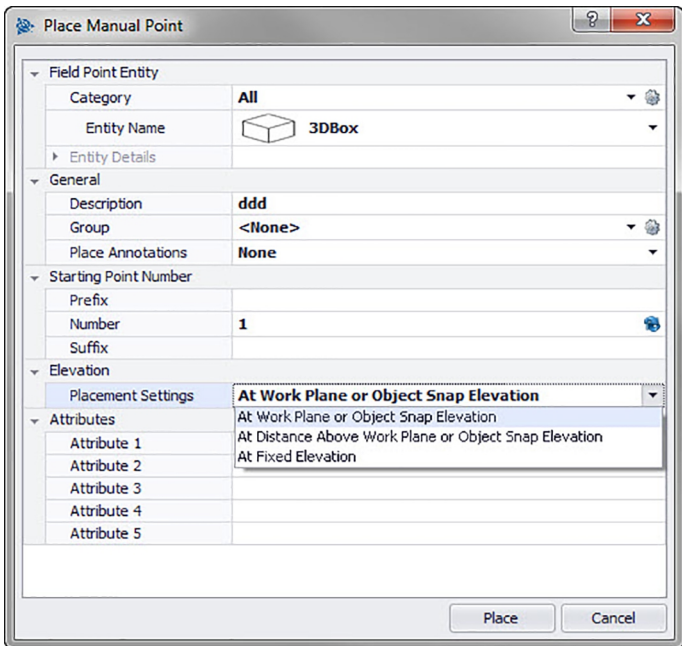 Place Manual Point
?
Field Point Entity
Category All
Entity Name 3DBox
Entity Details
General
Description ddd
Group <None>
Place Annotations None
Starting Point Number
Prefix
Number 1
Suffix
Elevation
Placement Settings At Work Plane or Object Snap Elevation
At Work Plane or Object Snap Elevation
Attributes
At Distance Above Work Plane or Object Snap Elevation
Attribute 1
At Fixed Elevation
Attribute 2
Attribute 3
Attribute 4
Attribute 5
Place Cancel